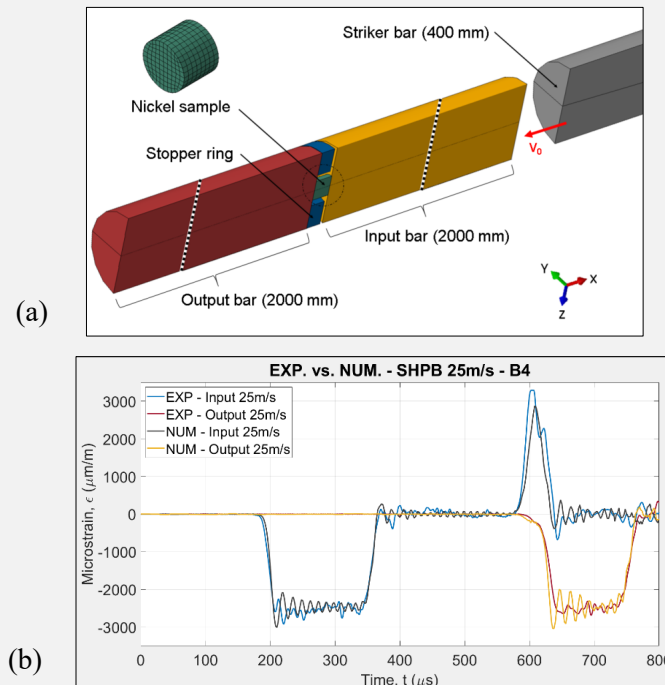 Striker bar (400 mm)
Nickel sample
Stopper ring
V₀
Input bar (2000 mm)
Output bar (2000 mm)
Y
X
Z
(a)
EXP. vs. NUM. - SHPB 25m/s - B4
EXP - Input 25m/s
EXP - Output 25m/s
NUM - Input 25m/s
NUM - Output 25m/s
Microstrain, ϵ (μm/m)
3000
2000
1000
0
-1000
-2000
-3000
0 100 200 300 400 500 600 700 800
Time, t (μs)
(b)